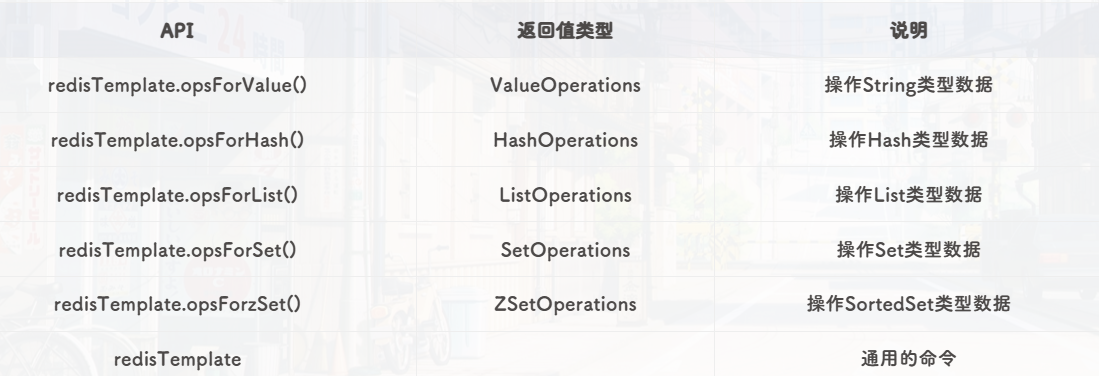 API 返回值类型 说明
redisTemplate.opsForValue() ValueOperations 操作String类型数据
redisTemplate.opsForHash() HashOperations 操作Hash类型数据
redisTemplate.opsForList() ListOperations 操作List类型数据
redisTemplate.opsForSet() SetOperations 操作Set类型数据
redisTemplate.opsForzSet() ZSetOperations 操作SortedSet类型数据
redisTemplate 通用的命令